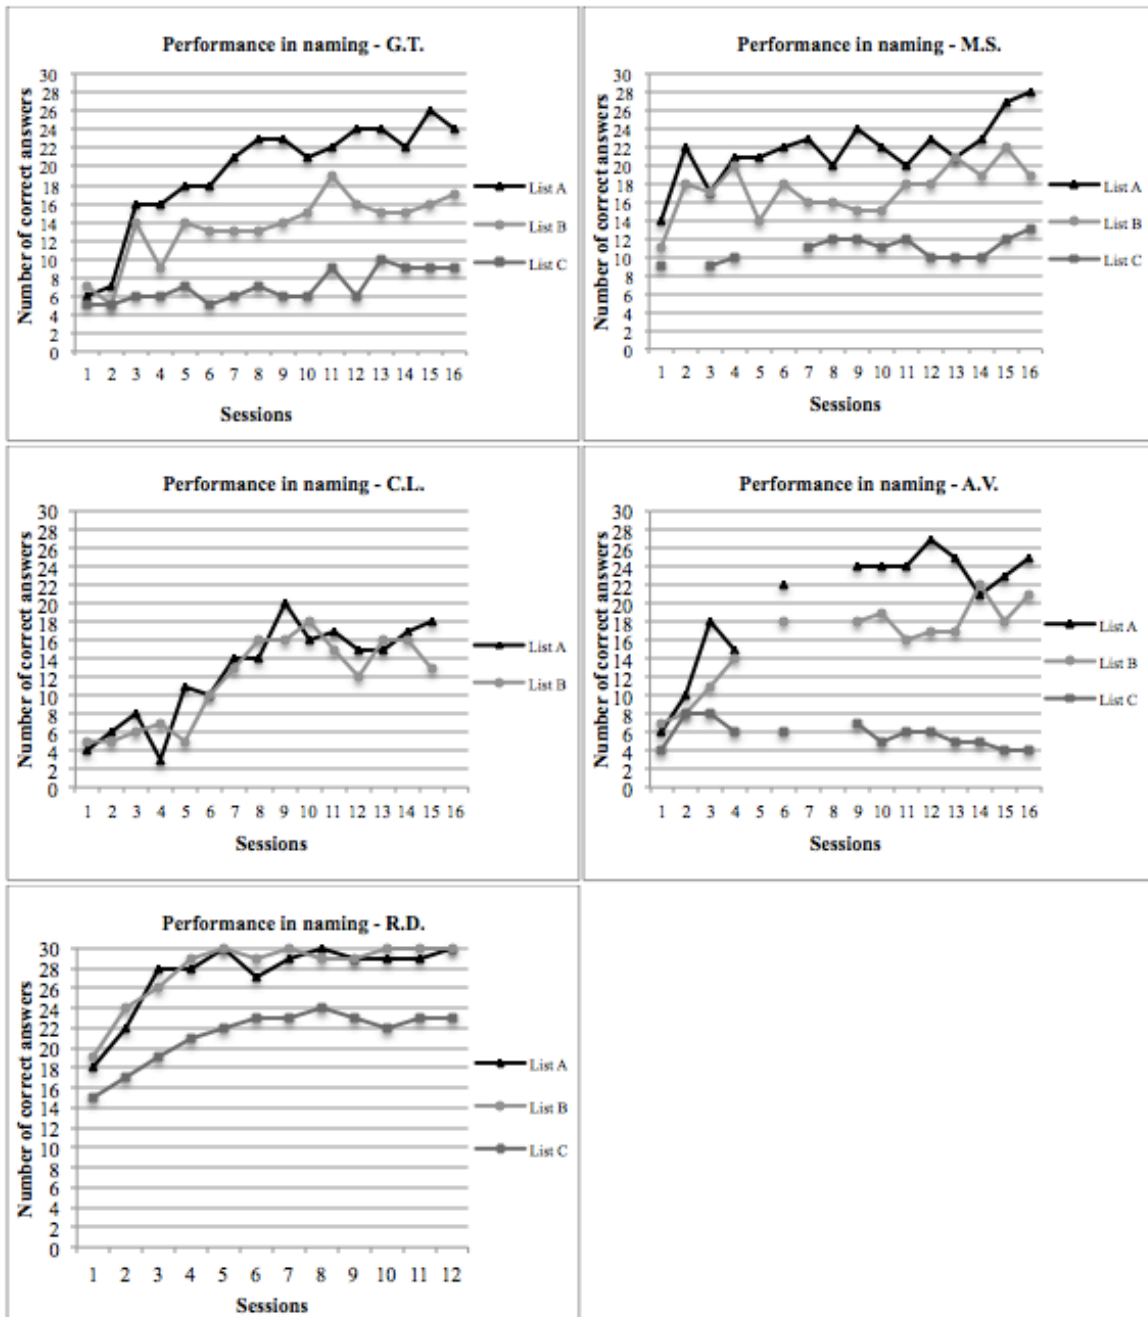 Performance in naming - G.T.
Number of correct answers
30
28
26
24
22
20
18
16
14
12
10
8
6
4
2
0
1 2 3 4 5 6 7 8 9 10 11 12 13 14 15 16
Sessions
List A
List B
List C
Performance in naming - M.S.
Number of correct answers
30
28
26
24
22
20
18
16
14
12
10
8
6
4
2
0
1 2 3 4 5 6 7 8 9 10 11 12 13 14 15 16
Sessions
List A
List B
List C
Performance in naming - C.L.
Number of correct answers
30
28
26
24
22
20
18
16
14
12
10
8
6
4
2
0
1 2 3 4 5 6 7 8 9 10 11 12 13 14 15 16
Sessions
List A
List B
Performance in naming - A.V.
Number of correct answers
30
28
26
24
22
20
18
16
14
12
10
8
6
4
2
0
1 2 3 4 5 6 7 8 9 10 11 12 13 14 15 16
Sessions
List A
List B
List C
Performance in naming - R.D.
Number of correct answers
30
28
26
24
22
20
18
16
14
12
10
8
6
4
2
0
1 2 3 4 5 6 7 8 9 10 11 12
Sessions
List A
List B
List C